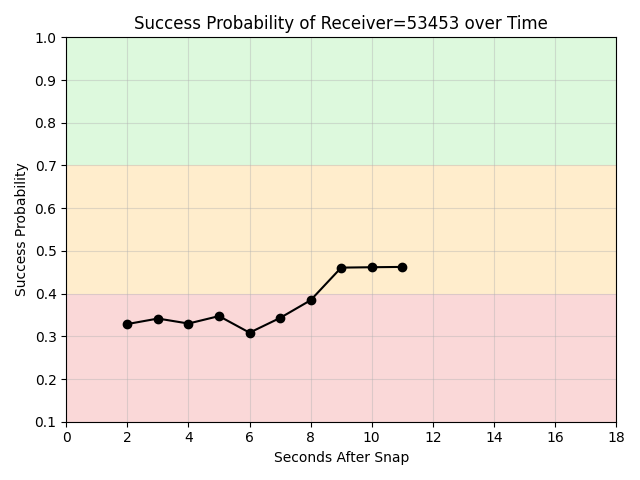 Success Probability of Receiver=53453 over Time
1.0
0.9
0.8
0.7
0.6
0.5
0.4
0.3
0.2
0.1
Success Probability
0 2 4 6 8 10 12 14 16 18
Seconds After Snap